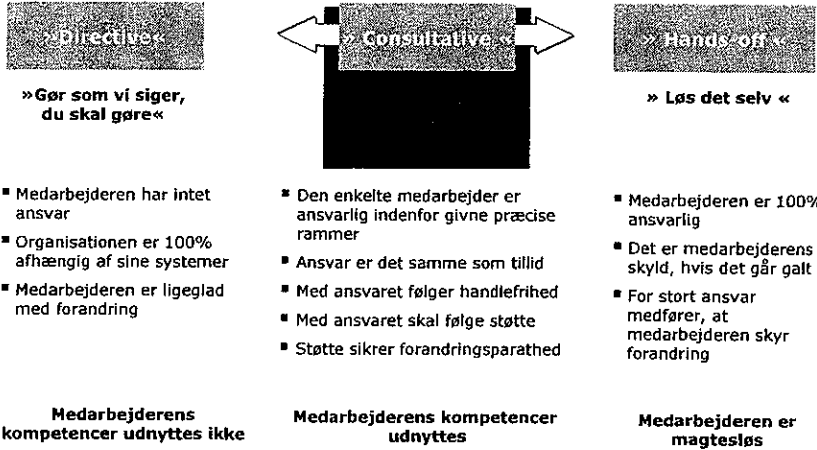 »Directive«
»Gør som vi siger,
du skal gøre«
▪ Medarbejderen har intet
ansvar
▪ Organisationen er 100%
afhængig af sine systemer
▪ Medarbejderen er ligeglad
med forandring
Medarbejderens
kompetencer udnyttes ikke
» Consultative «
▪ Den enkelte medarbejder er
ansvarlig indenfor givne præcise
rammer
▪ Ansvar er det samme som tillid
▪ Med ansvaret følger handlefrihed
▪ Med ansvaret skal følge støtte
▪ Støtte sikrer forandringsparathed
Medarbejderens kompetencer
udnyttes
» Hands-off «
» Løs det selv «
▪ Medarbejderen er 100%
ansvarlig
▪ Det er medarbejderens
skyld, hvis det går galt
▪ For stort ansvar
medfører, at
medarbejderen skyr
forandring
Medarbejderen er
magtesløs